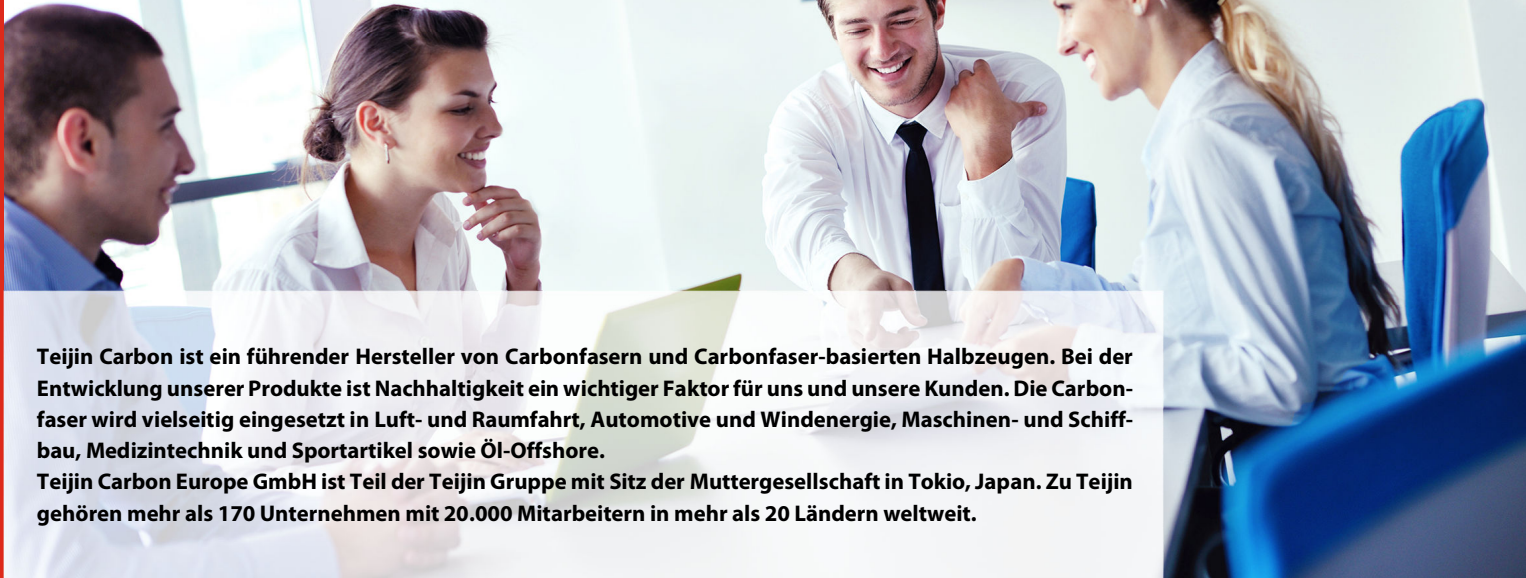 Teijin Carbon ist ein führender Hersteller von Carbonfasern und Carbonfaser-basierten Halbzeugen. Bei der
Entwicklung unserer Produkte ist Nachhaltigkeit ein wichtiger Faktor für uns und unsere Kunden. Die Carbon-
faser wird vielseitig eingesetzt in Luft- und Raumfahrt, Automotive und Windenergie, Maschinen- und Schiff-
bau, Medizintechnik und Sportartikel sowie Öl-Offshore.
Teijin Carbon Europe GmbH ist Teil der Teijin Gruppe mit Sitz der Muttergesellschaft in Tokio, Japan. Zu Teijin
gehören mehr als 170 Unternehmen mit 20.000 Mitarbeitern in mehr als 20 Ländern weltweit.